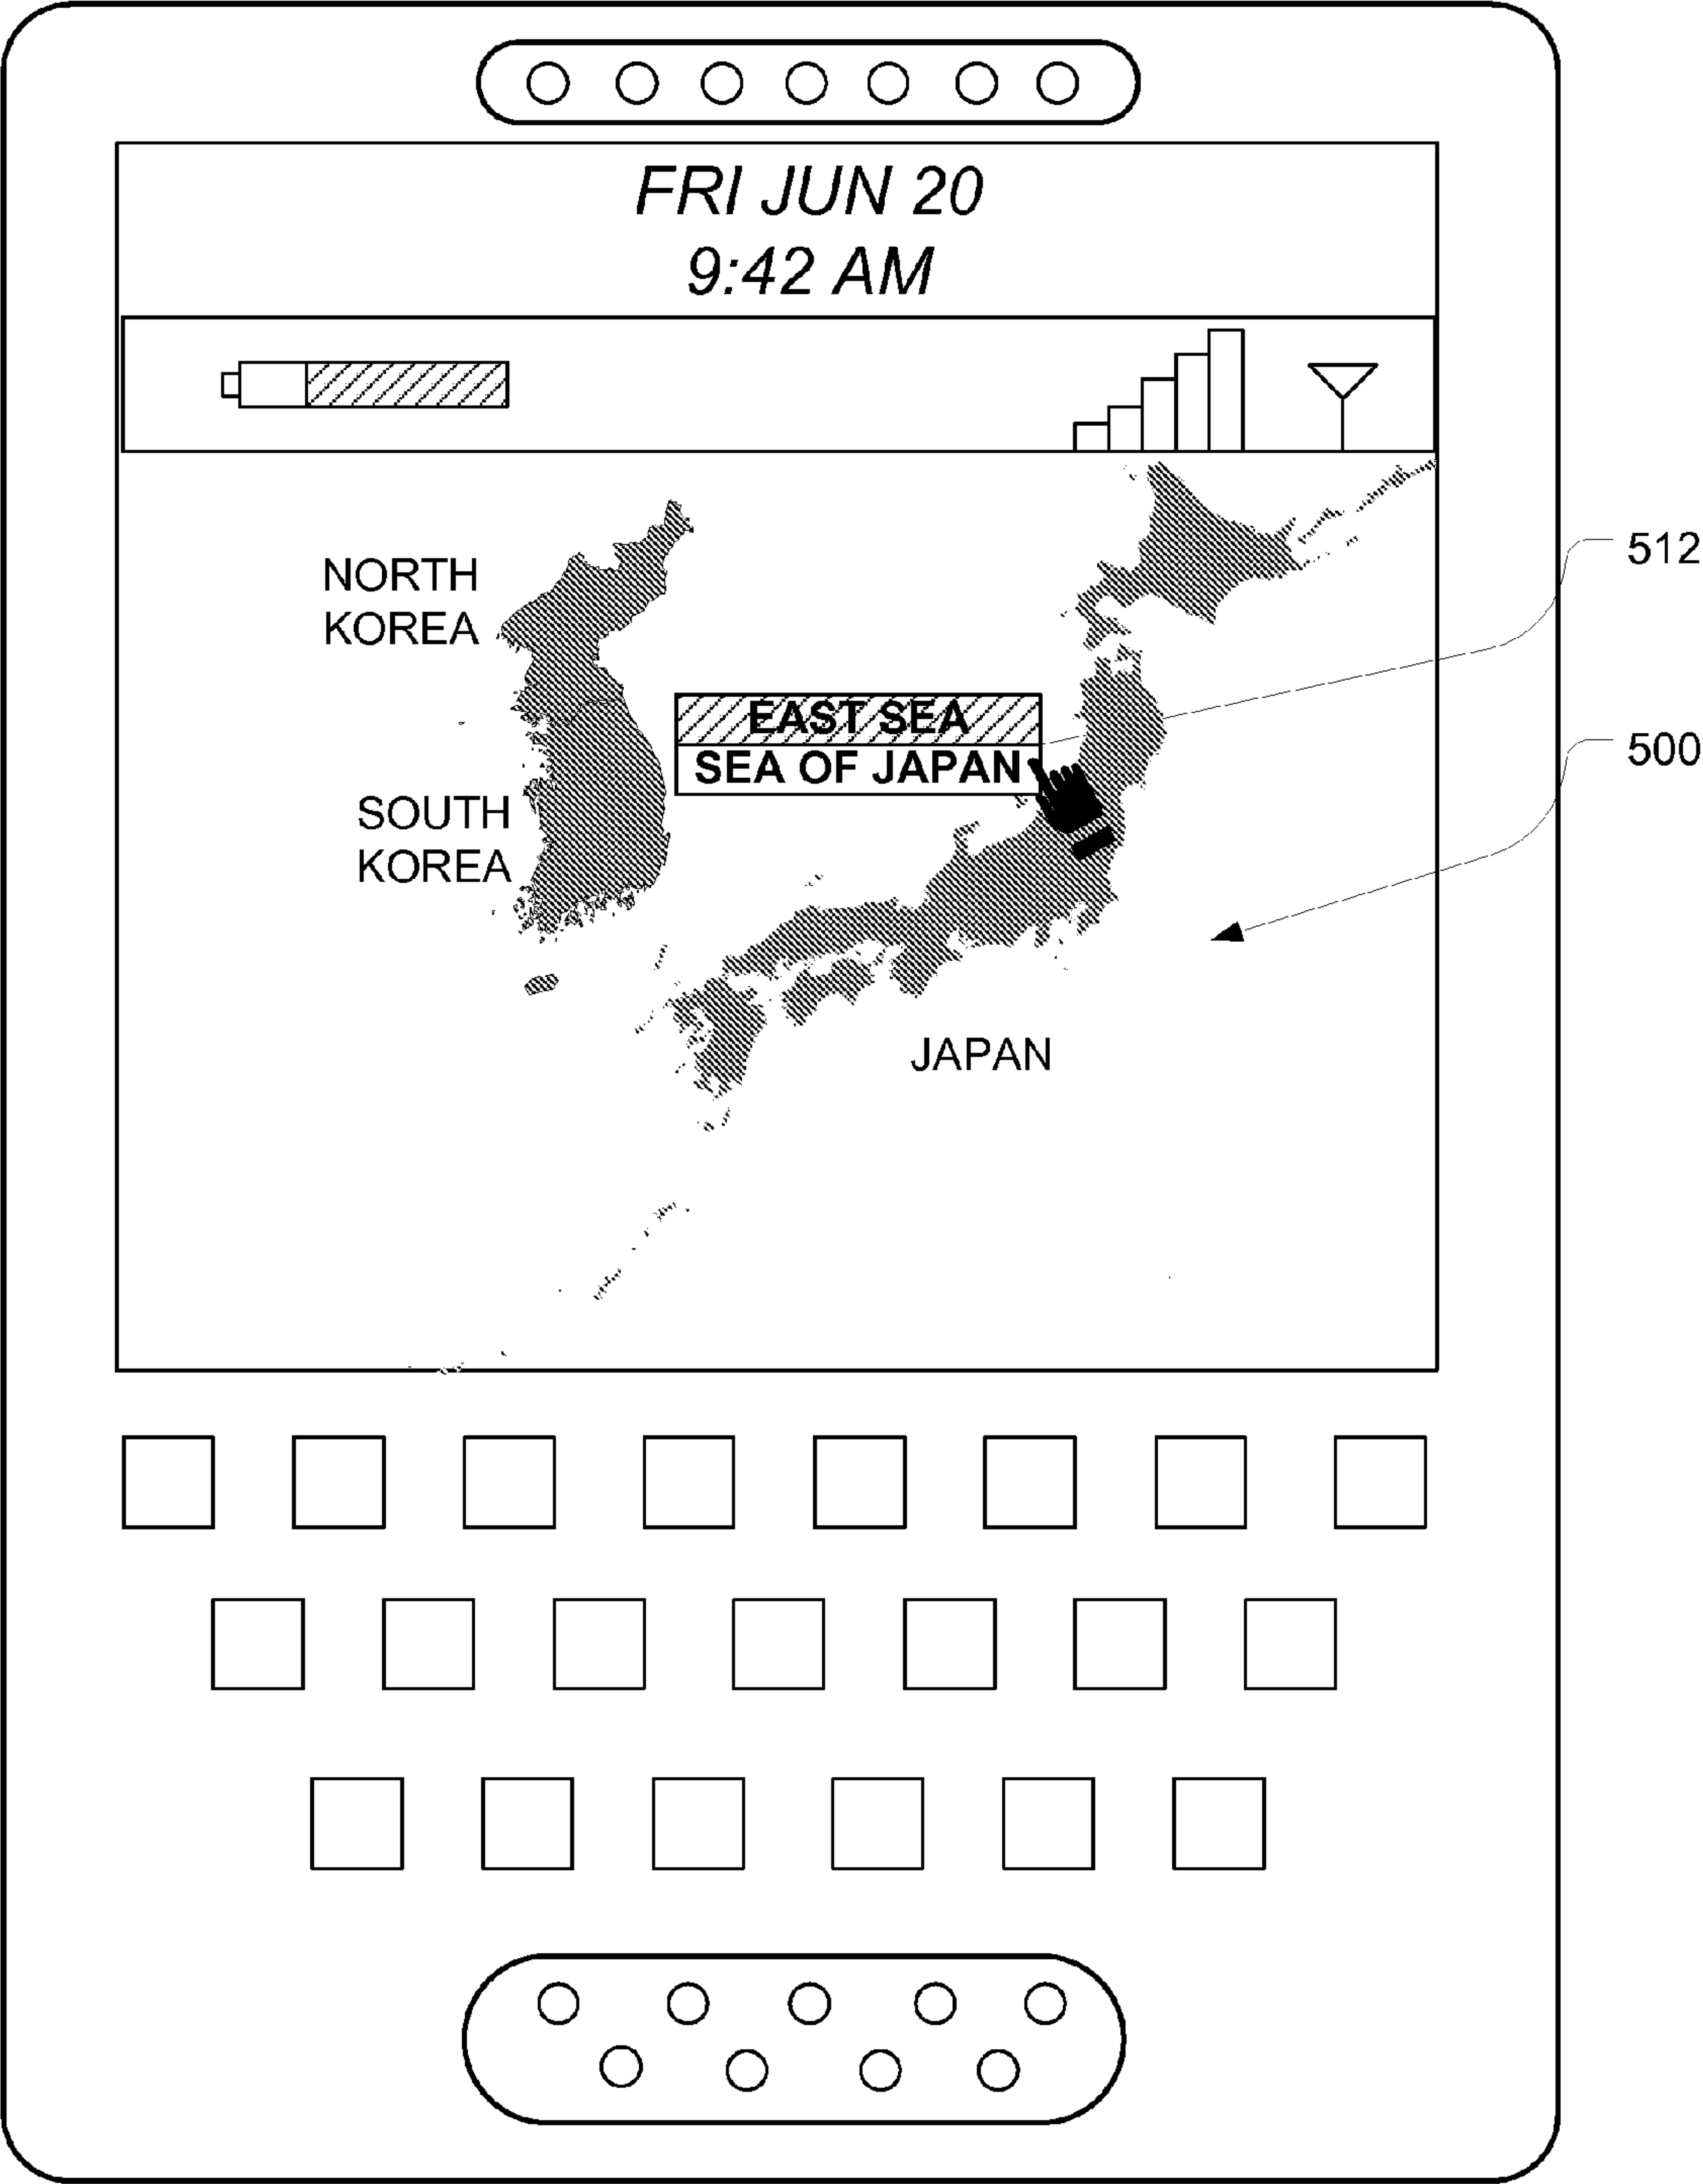 FRI JUN 20
9:42 AM
NORTH
KOREA
512
EAST SEA
SEA OF JAPAN
500
SOUTH
KOREA
JAPAN